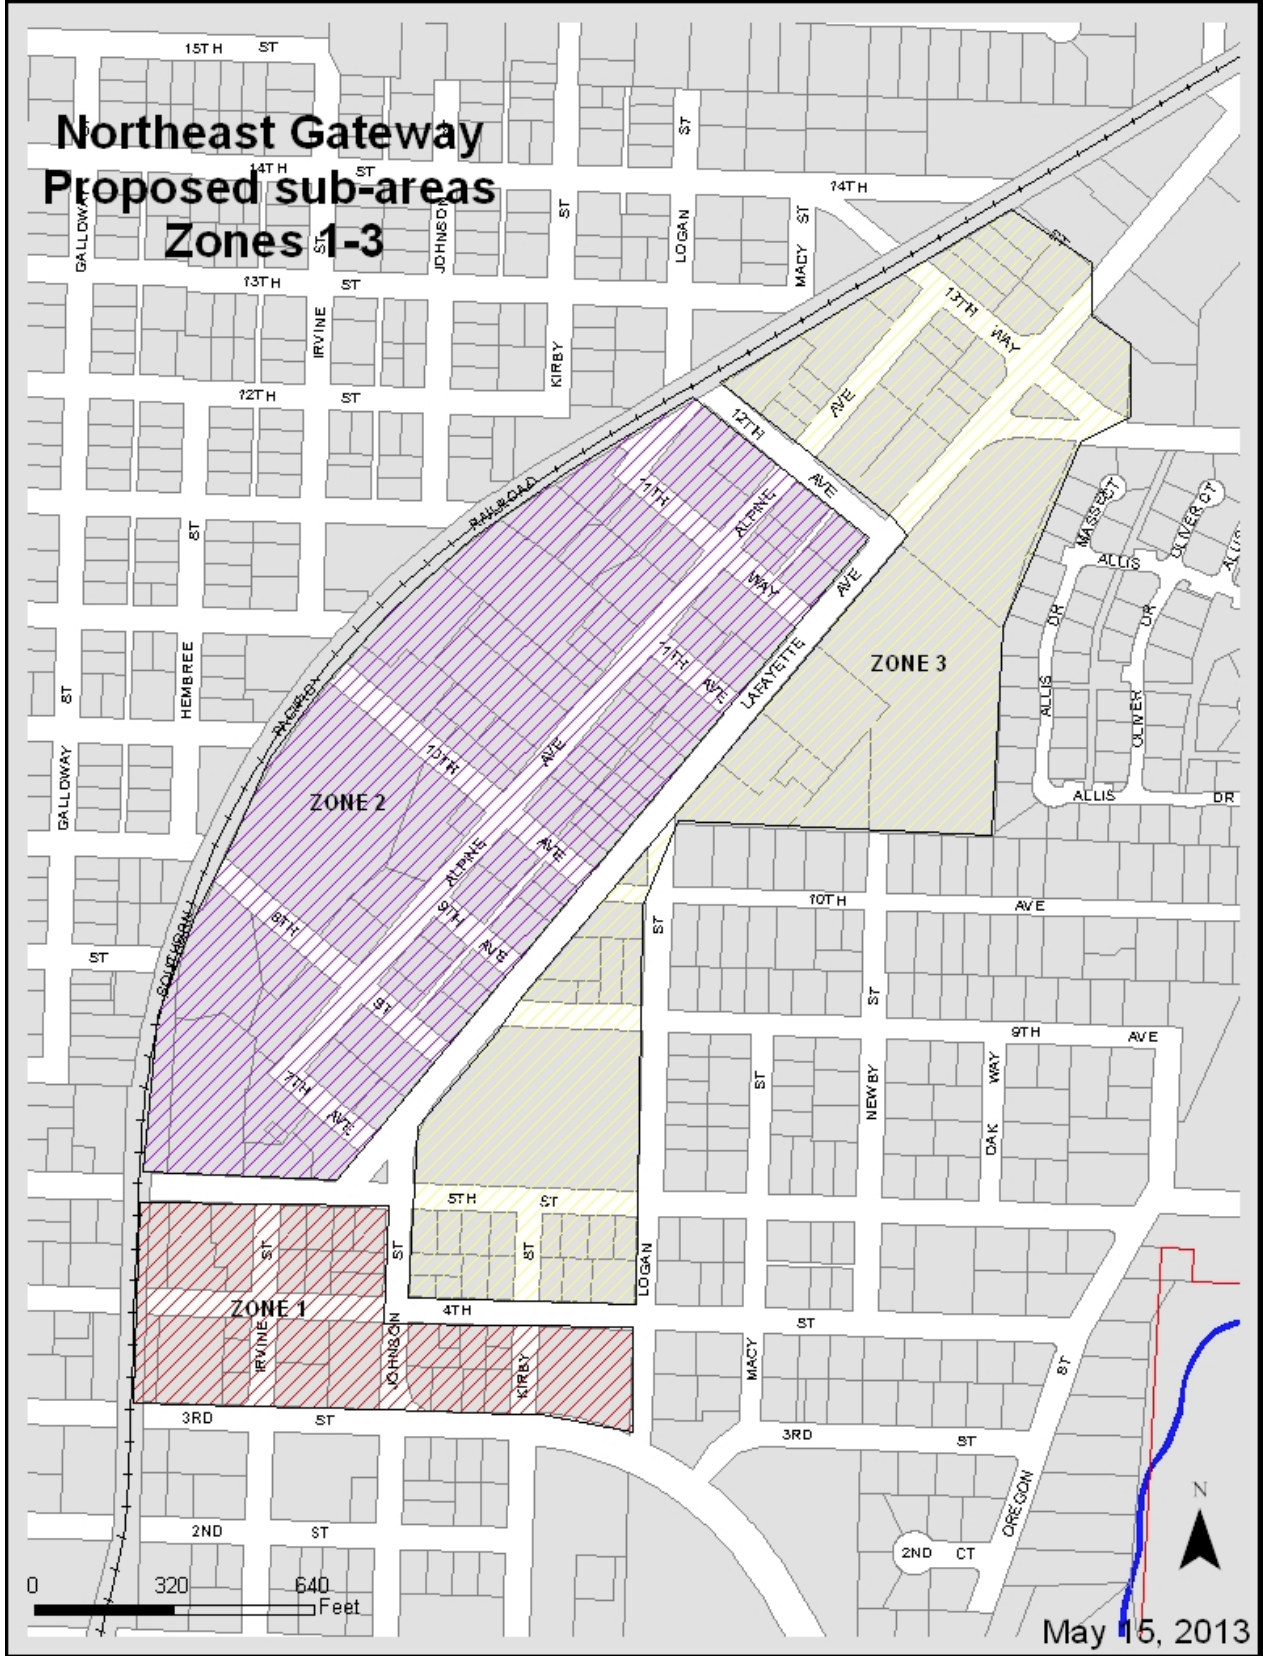 15TH ST
Northeast Gateway
Proposed sub-areas
Zones 1-3
14TH ST
ST
14TH
GALLOWAY
ST
JOHNSON
ST
LOGAN
MACY ST
ST
13TH ST
IRVINE
KIRBY
13TH WAY
12TH ST
AVE
12TH AVE
RAILROAD
11TH
ALPINE
WAY
AVE
MASSE CT
OLIVER CT
ALLIS
ST
HEMBREE
ST
GALLOWAY
PACIFIC
11TH AVE
LAFAYETTE
ZONE 3
ALLIS DR
OLIVER DR
10TH
AVE
ZONE 2
ALLIS DR
ALPINE
AVE
8TH
9TH AVE
10TH AVE
ST
SOUTHERN
ST
ST
ST
9TH AVE
7TH AVE
ST
NEWBY
OAK WAY
5TH ST
ST
ST
ST
LOGAN
ZONE 1
4TH
ST
IRVINE
JOHNSON
KIRBY
MACY
ST
3RD ST
3RD ST
OREGON
2ND ST
2ND CT
N
0 320 640
Feet
May 15, 2013